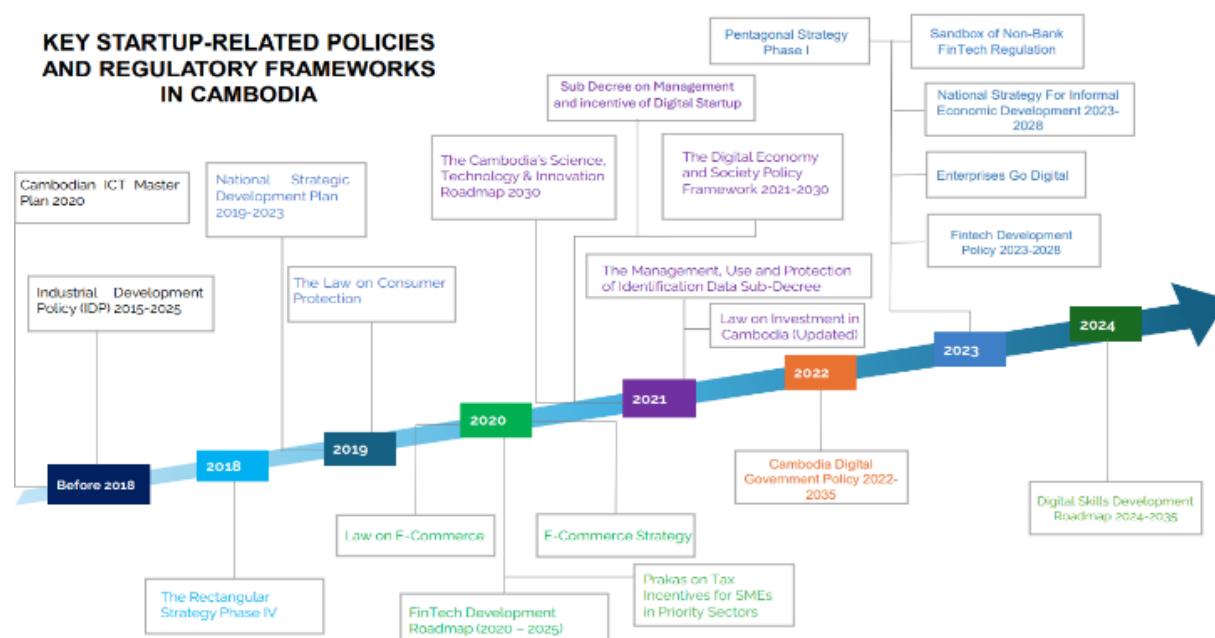 KEY STARTUP-RELATED POLICIES
AND REGULATORY FRAMEWORKS
IN CAMBODIA
Pentagonal Strategy
Phase I
Sandbox of Non-Bank
FinTech Regulation
Sub Decree on Management
and incentive of Digital Startup
National Strategy For Informal
Economic Development 2023-
2028
The Cambodia's Science,
Technology & Innovation
Roadmap 2030
The Digital Economy
and Society Policy
Framework 2021-2030
Enterprises Go Digital
Cambodian ICT Master
Plan 2020
National Strategic
Development Plan
2019-2023
Fintech Development
Policy 2023-2028
Industrial Development
Policy (IDP) 2015-2025
The Law on Consumer
Protection
The Management, Use and Protection
of Identification Data Sub-Decree
Law on Investment in
Cambodia (Updated)
Before 2018
2018
2019
2020
2021
2022
2023
2024
Law on E-Commerce
E-Commerce Strategy
Cambodia Digital
Government Policy 2022-
2035
Digital Skills Development
Roadmap 2024-2035
The Rectangular
Strategy Phase IV
FinTech Development
Roadmap (2020 – 2025)
Prakas on Tax
Incentives for SMEs
in Priority Sectors